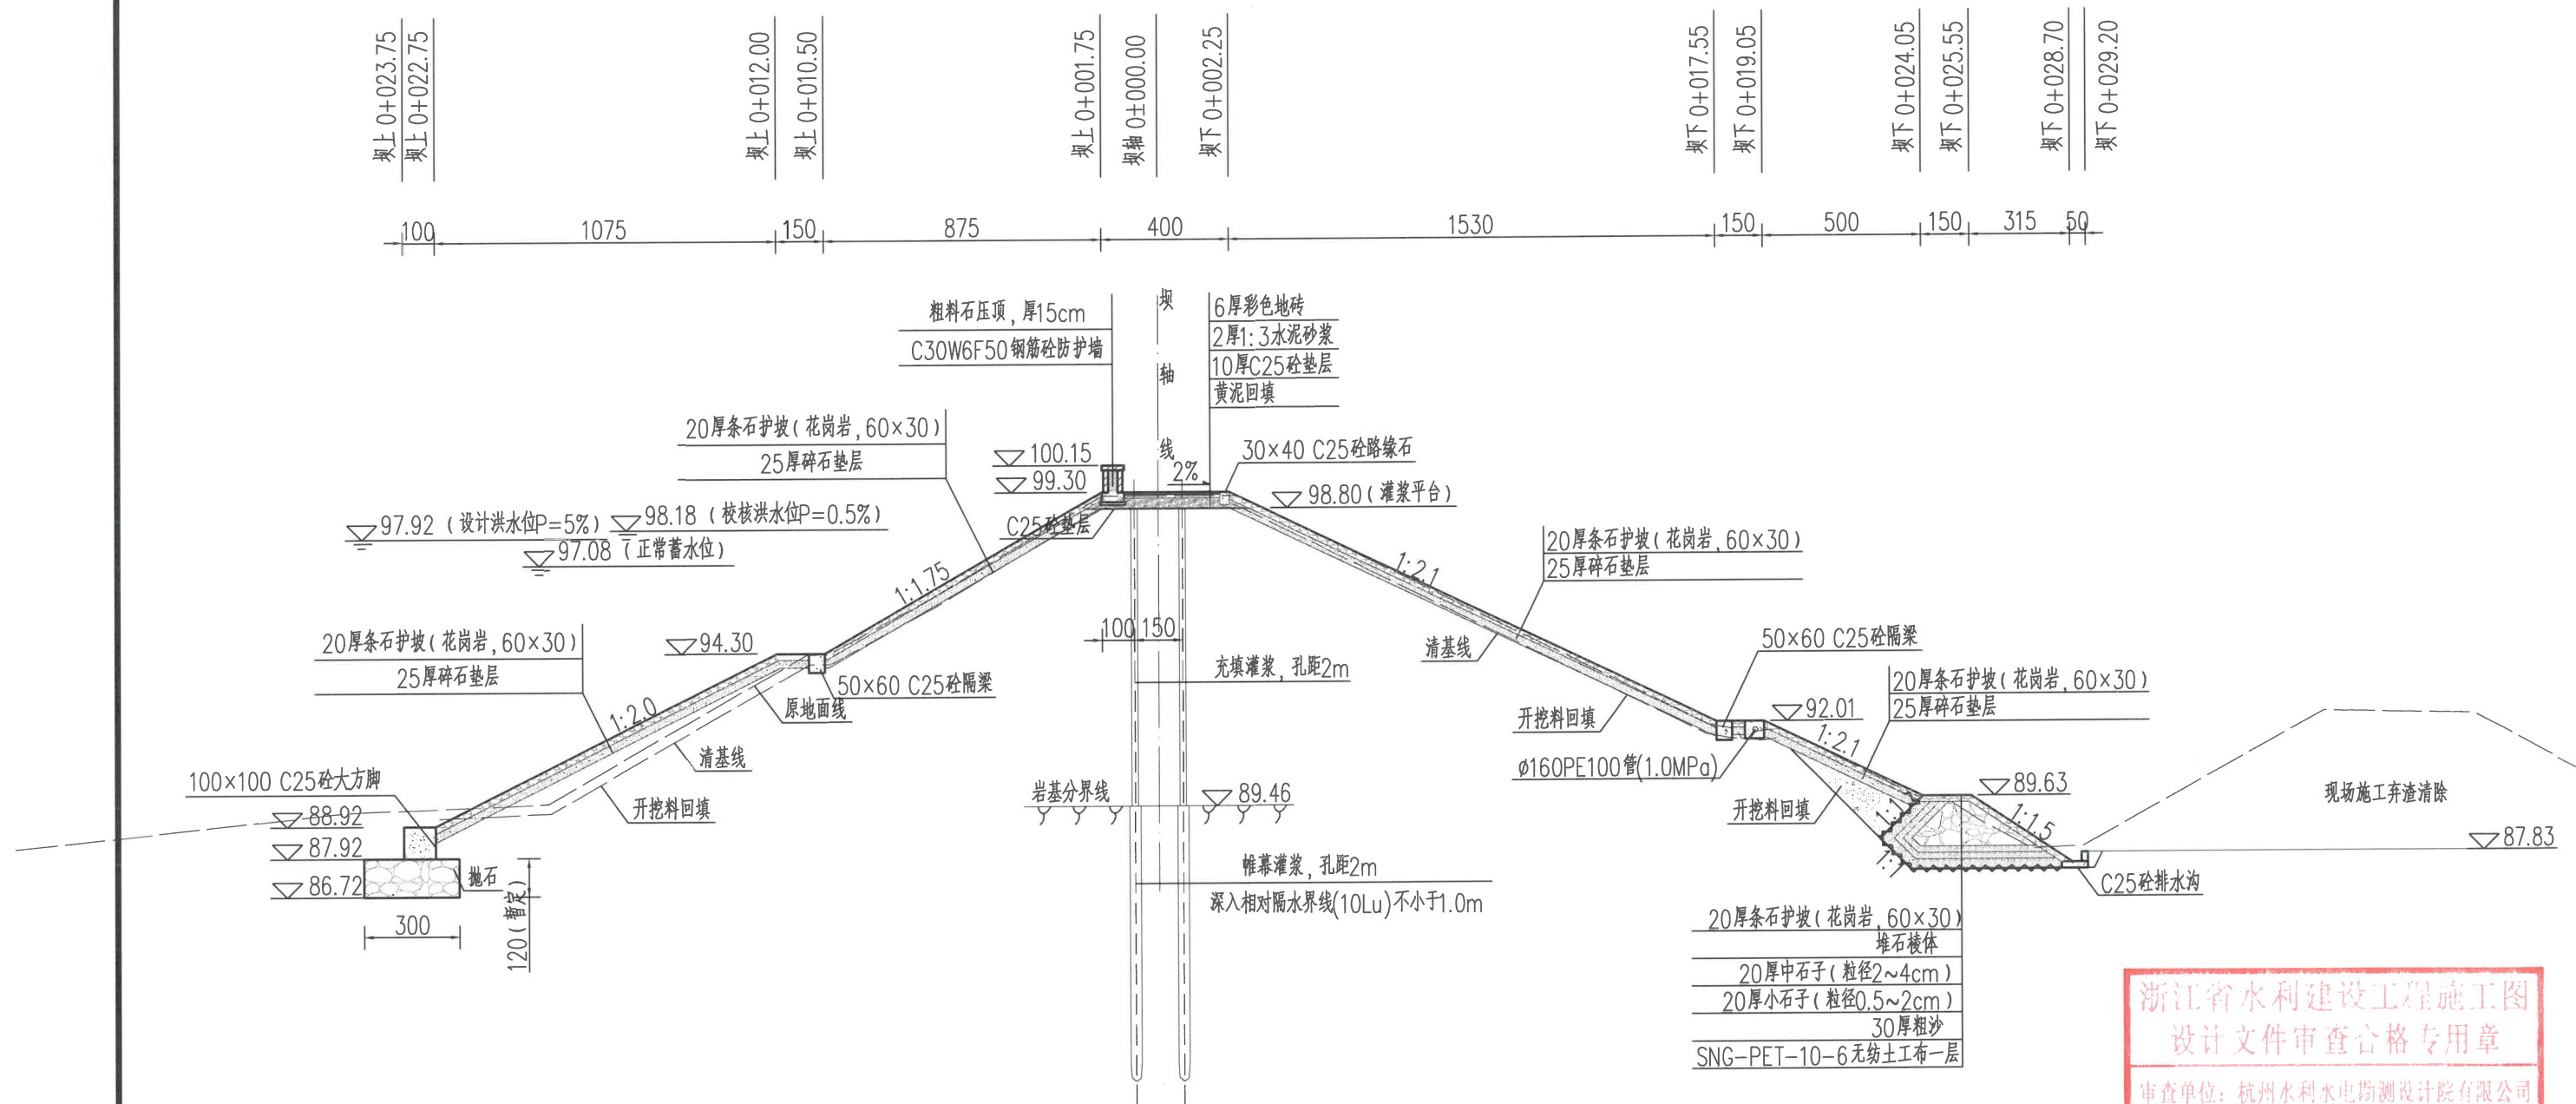 坝上 0+023.75
坝上 0+022.75
坝上 0+012.00
坝上 0+010.50
坝上 0+001.75
坝轴 0±000.00
坝下 0+002.25
坝下 0+017.55
坝下 0+019.05
坝下 0+024.05
坝下 0+025.55
坝下 0+028.70
坝下 0+029.20
100
1075
150
875
400
1530
150
500
150
315
50
粗料石压顶，厚15cm
C30W6F50钢筋砼防护墙
坝轴线
6厚彩色地砖
2厚1:3水泥砂浆
10厚C25砼垫层
黄泥回填
20厚条石护坡(花岗岩,60×30)
25厚碎石垫层
100.15
99.30
2%
30×40 C25砼路缘石
98.80(灌浆平台)
97.92 (设计洪水位P=5%)
98.18 (校核洪水位P=0.5%)
97.08 (正常蓄水位)
C25砼垫层
1:1.75
1:2.1
20厚条石护坡(花岗岩,60×30)
25厚碎石垫层
20厚条石护坡(花岗岩,60×30)
25厚碎石垫层
94.30
100
150
清基线
50×60 C25砼隔梁
充填灌浆，孔距2m
50×60 C25砼隔梁
原地面线
1:2.0
清基线
开挖料回填
92.01
20厚条石护坡(花岗岩,60×30)
25厚碎石垫层
1:2.1
ø160PE100管(1.0MPa)
100×100 C25砼大方脚
88.92
87.92
86.72
抛石
300
120(暂定)
开挖料回填
岩基分界线
89.46
帷幕灌浆，孔距2m
深入相对隔水界线(10Lu)不小于1.0m
开挖料回填
89.63
1:1
1:1
1:1.5
现场施工弃渣清除
87.83
C25砼排水沟
20厚条石护坡(花岗岩,60×30)
堆石棱体
20厚中石子(粒径2~4cm)
20厚小石子(粒径0.5~2cm)
30厚粗沙
SNG-PET-10-6无纺土工布一层
浙江省水利建设工程施工图
设计文件审查合格专用章
审查单位：杭州水利水电勘测设计院有限公司